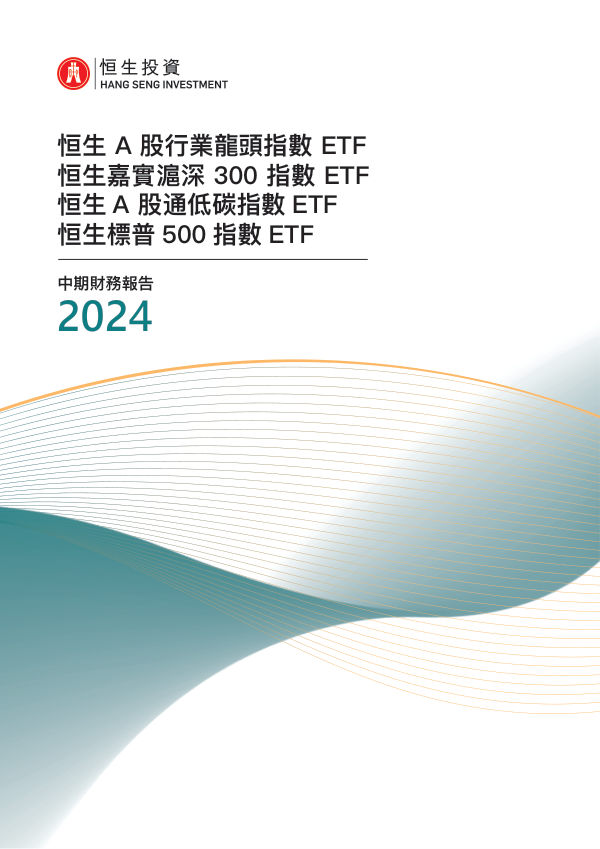 恒生投資
HANG SENG INVESTMENT
恒生 A 股行業龍頭指數 ETF
恒生嘉實滬深 300 指數 ETF
恒生 A 股通低碳指數 ETF
恒生標普 500 指數 ETF
中期財務報告
2024